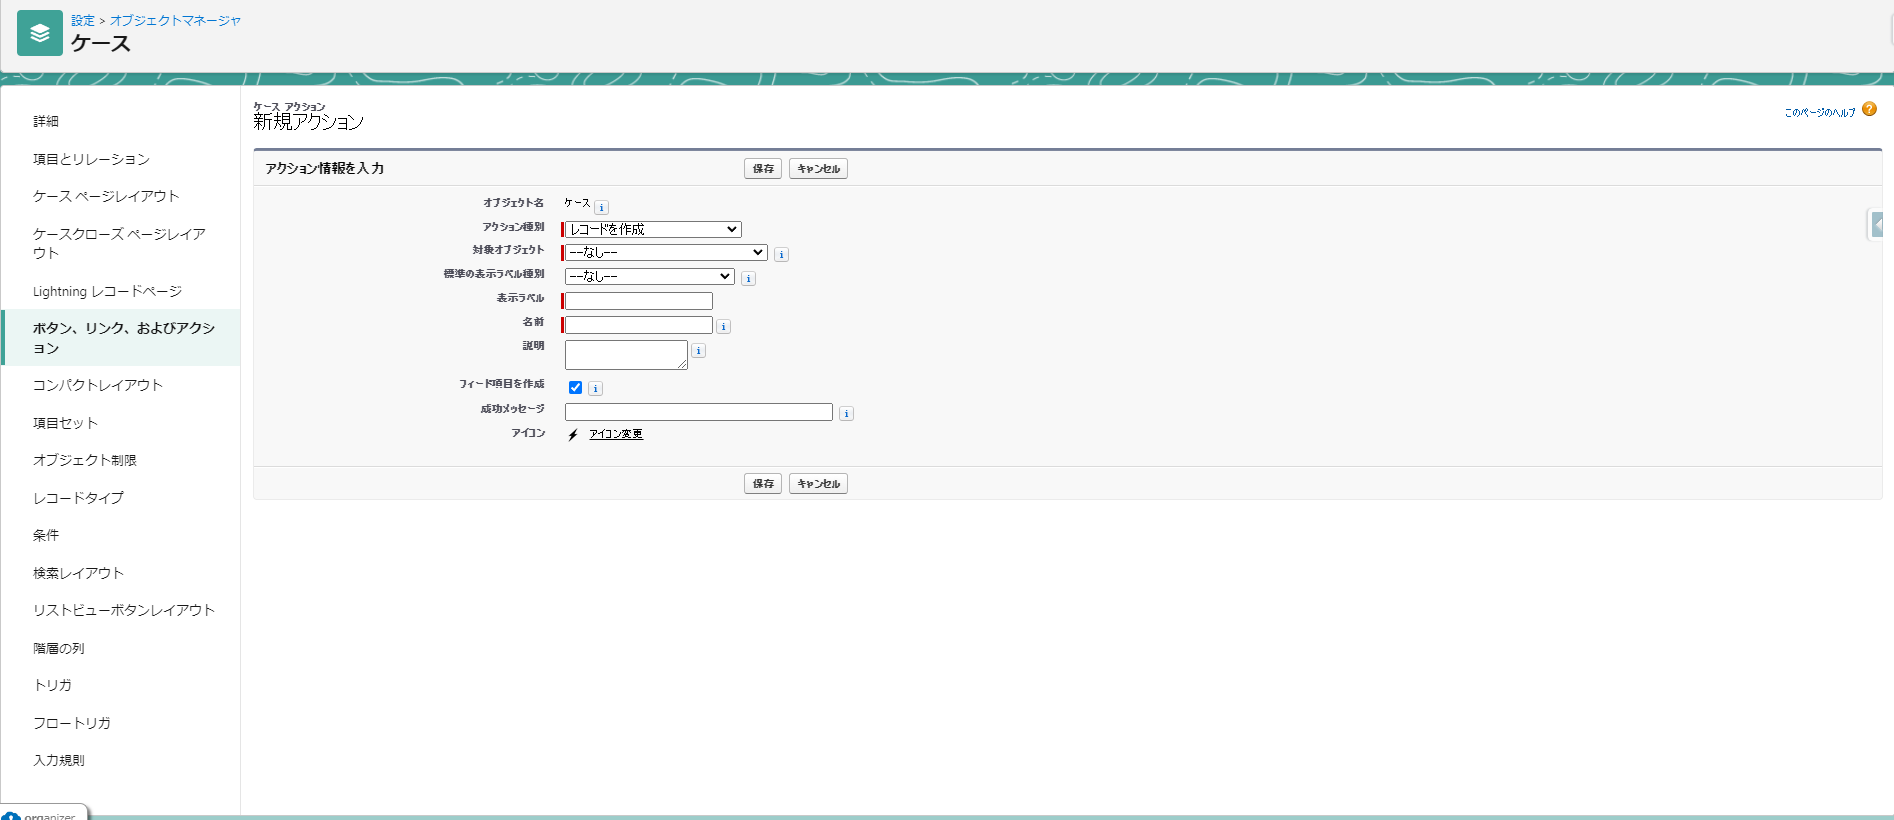 設定 > オブジェクトマネージャ
ケース
詳細
項目とリレーション
ケース ページレイアウト
ケースクローズ ページレイア
ウト
Lightning レコードページ
ボタン、リンク、およびアクシ
ョン
コンパクトレイアウト
項目セット
オブジェクト制限
レコードタイプ
条件
検索レイアウト
リストビューボタンレイアウト
階層の列
トリガ
フロートリガ
入力規則
organizer
ケース アクション
新規アクション
このページのヘルプ ?
アクション情報を入力 保存 キャンセル
オブジェクト名 ケース i
アクション種別 レコードを作成
対象オブジェクト --なし-- i
標準の表示ラベル種別 --なし-- i
表示ラベル
名前 i
説明 i
フィード項目を作成 i
成功メッセージ i
アイコン アイコン変更
保存 キャンセル